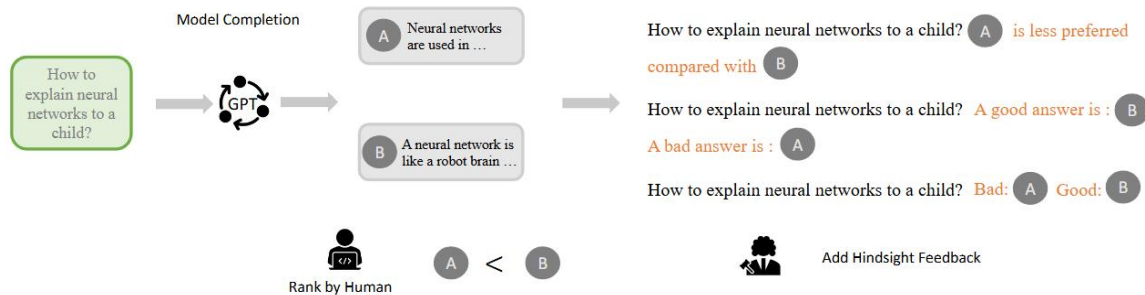 Model Completion
How to
explain neural
networks to a
child?
GPT
A Neural networks
are used in ...
B A neural network is
like a robot brain ...
</>
Rank by Human
A < B
How to explain neural networks to a child? A is less preferred
compared with B
How to explain neural networks to a child? A good answer is : B
A bad answer is : A
How to explain neural networks to a child? Bad: A Good: B
Add Hindsight Feedback